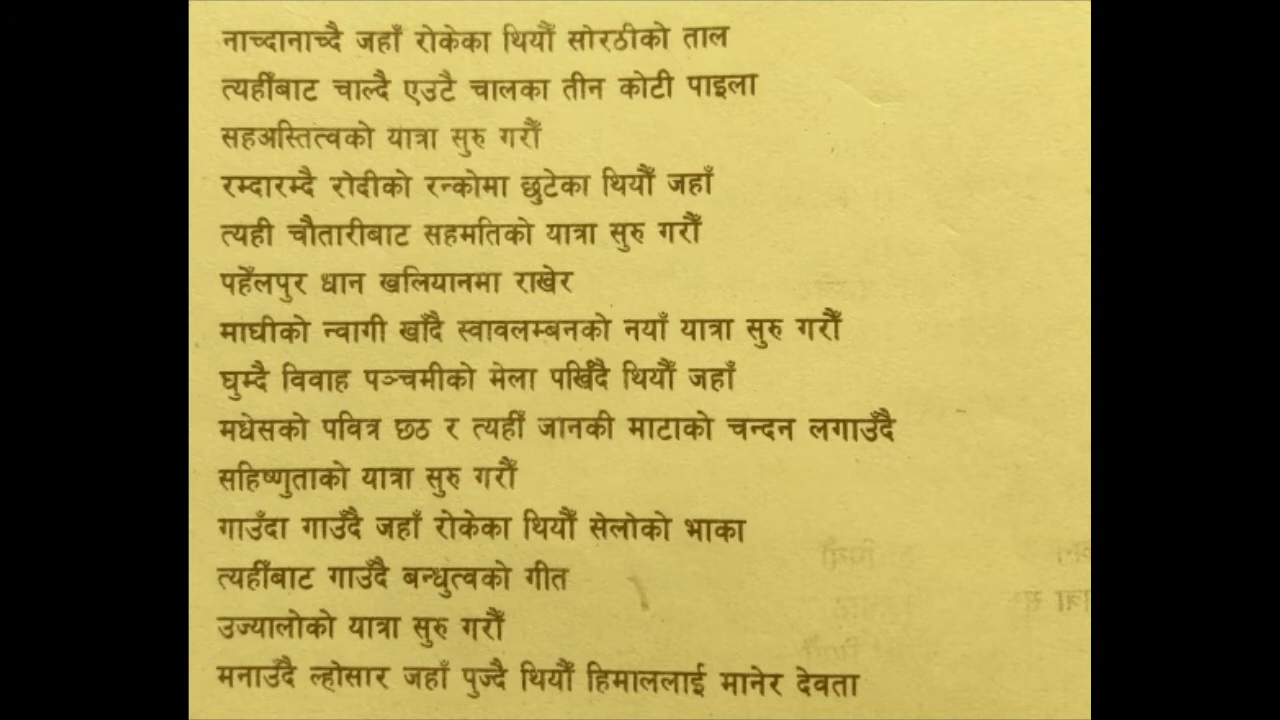 नाच्दानाच्दै जहाँ रोकेका थियौँ सोरठीको ताल
त्यहीँबाट चाल्दै एउटै चालका तीन कोटी पाइला
सहअस्तित्वको यात्रा सुरु गरौँ
रम्दारम्दै रोदीको रन्कोमा छुटेका थियौँ जहाँ
त्यही चौतारीबाट सहमतिको यात्रा सुरु गरौँ
पहेँलपुर धान खलियानमा राखेर
माघीको न्वागी खाँदै स्वावलम्बनको नयाँ यात्रा सुरु गरौँ
घुम्दै विवाह पञ्चमीको मेला पर्खिँदै थियौँ जहाँ
मधेसको पवित्र छठ र त्यहीँ जानकी माटाको चन्दन लगाउँदै
सहिष्णुताको यात्रा सुरु गरौँ
गाउँदा गाउँदै जहाँ रोकेका थियौँ सेलोको भाका
त्यहीँबाट गाउँदै बन्धुत्वको गीत
उज्यालोको यात्रा सुरु गरौँ
मनाउँदै ल्होसार जहाँ पुज्दै थियौँ हिमाललाई मानेर देवता